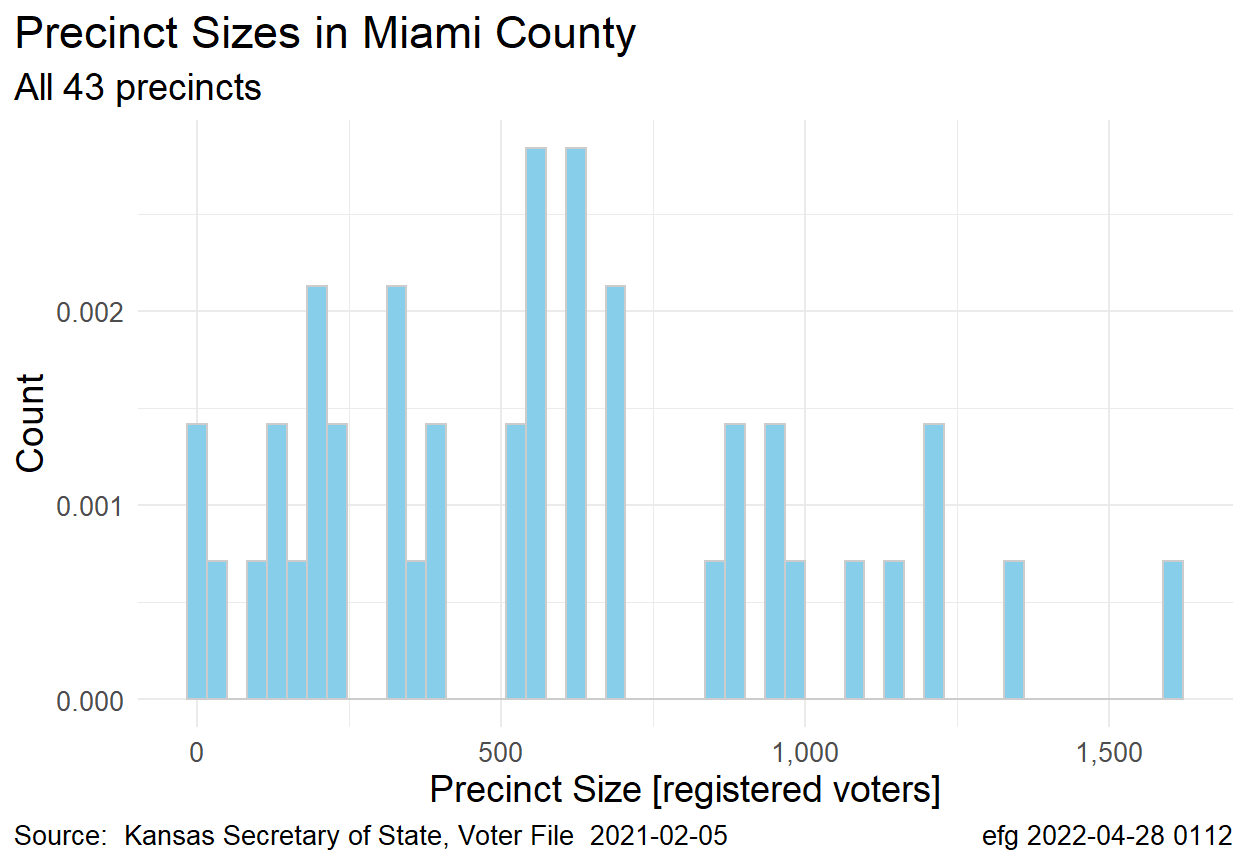 Precinct Sizes in Miami County
All 43 precincts
Count
0.002
0.001
0.000
0 500 1,000 1,500
Precinct Size [registered voters]
Source:  Kansas Secretary of State, Voter File  2021-02-05 efg 2022-04-28 0112